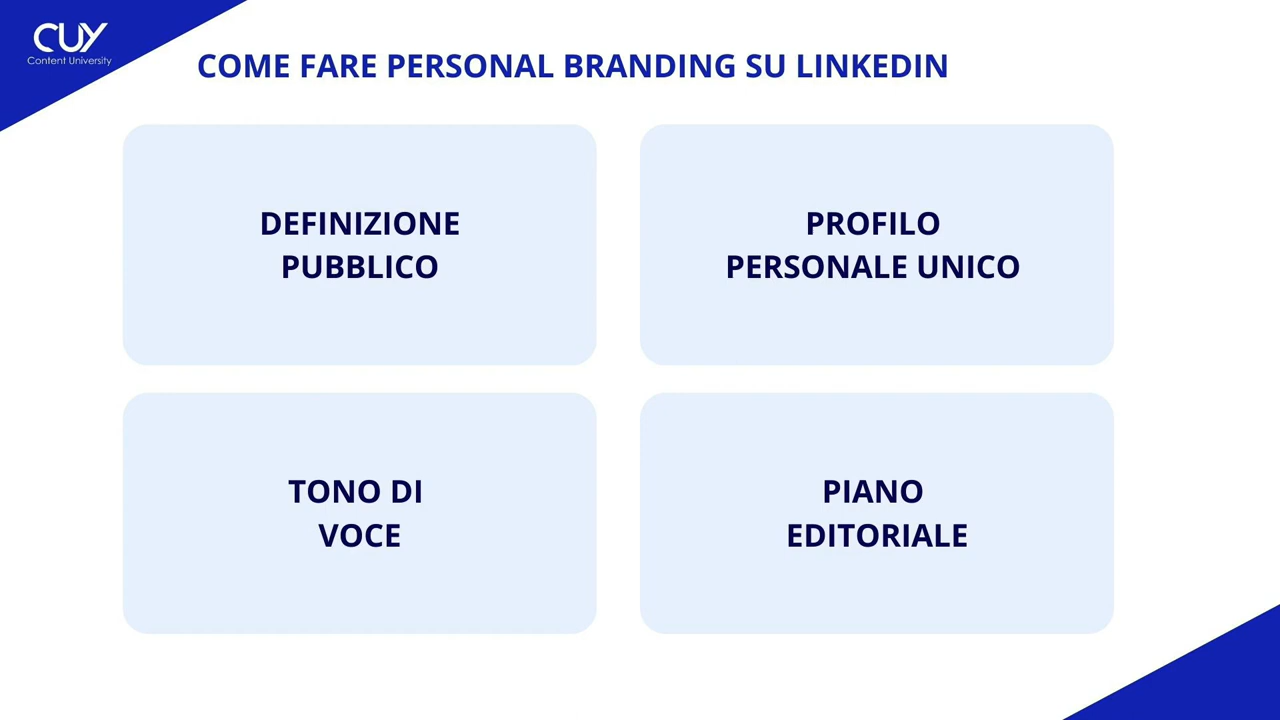 CUY
Content University
COME FARE PERSONAL BRANDING SU LINKEDIN
DEFINIZIONE
PUBBLICO
PROFILO
PERSONALE UNICO
TONO DI
VOCE
PIANO
EDITORIALE